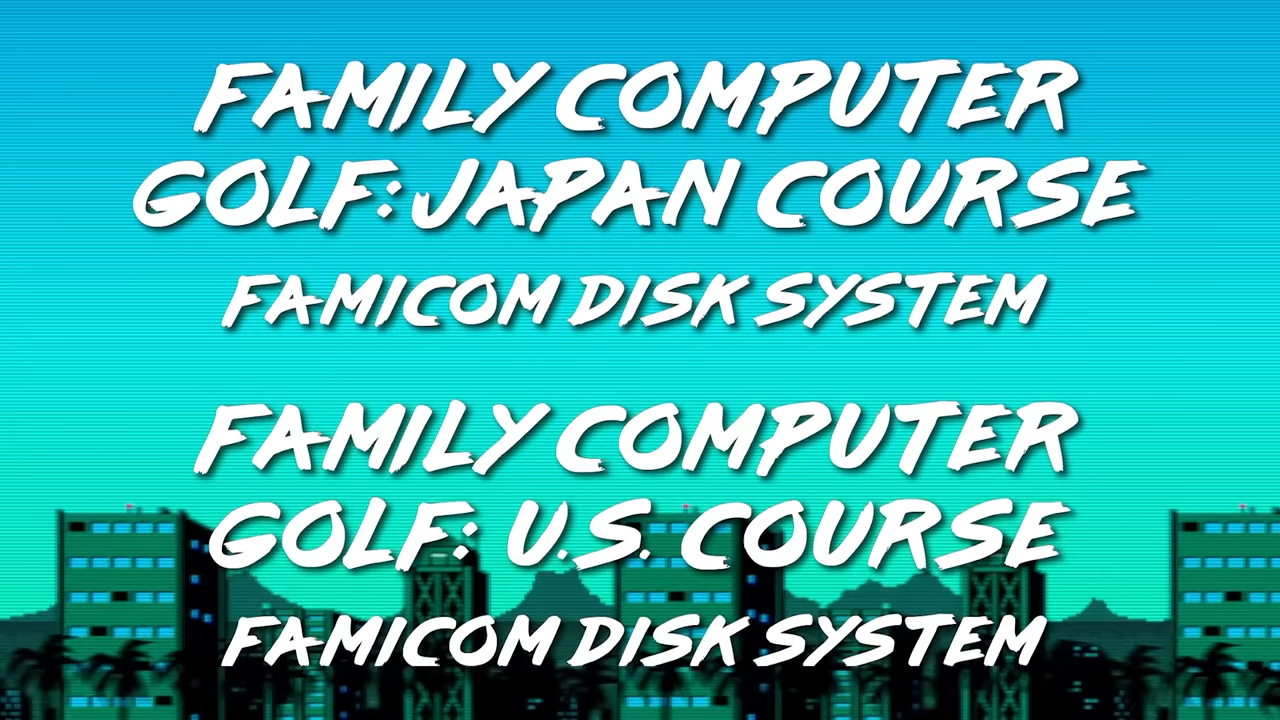 FAMILY COMPUTER
GOLF: JAPAN COURSE
FAMICOM DISK SYSTEM
FAMILY COMPUTER
GOLF: U.S. COURSE
FAMICOM DISK SYSTEM